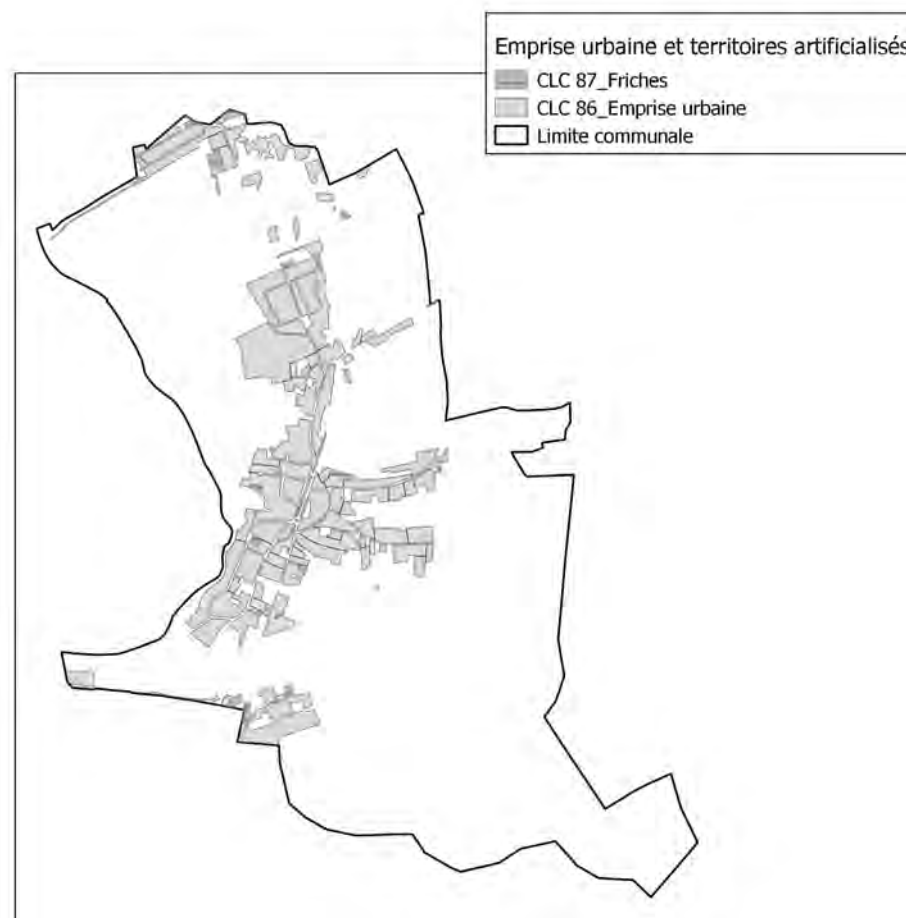 Emprise urbaine et territoires artificialisés
CLC 87_Friches
CLC 86_Emprise urbaine
Limite communale